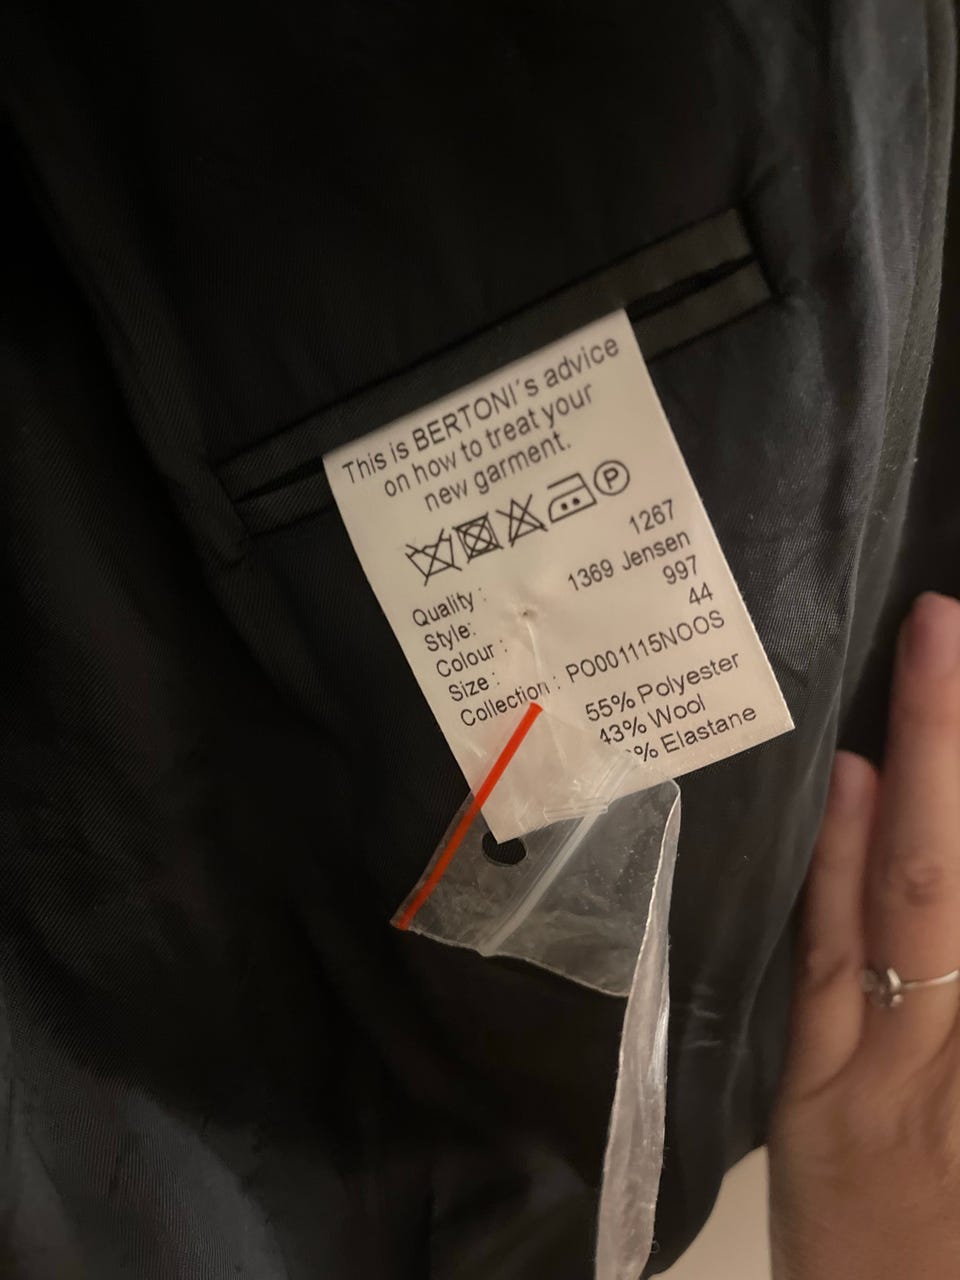 This is BERTONI´s advice
on how to treat your
new garment.
P
Quality : 1267
Style: 1369 Jensen
Colour : 997
Size : 44
Collection : PO001115NOOS
55% Polyester
43% Wool
% Elastane